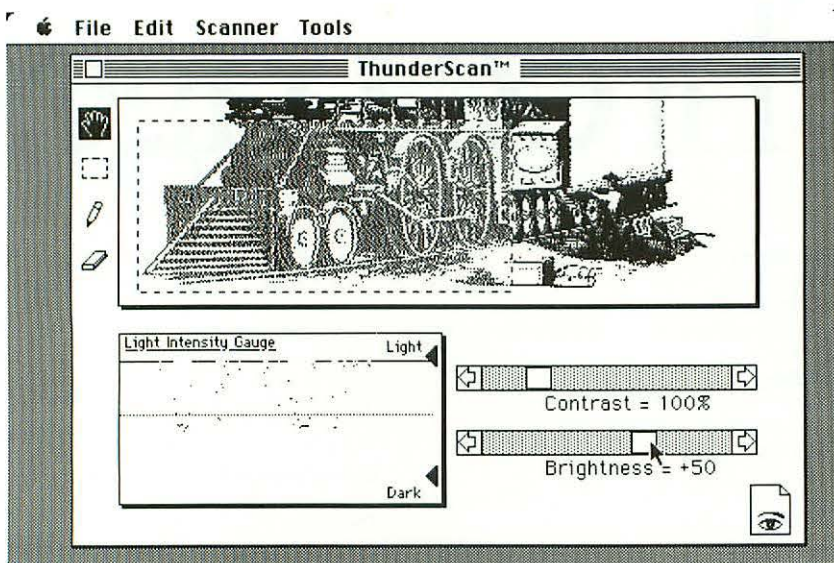 File Edit Scanner Tools
ThunderScan™
Light Intensity Gauge
Light
Dark
Contrast = 100%
Brightness = +50